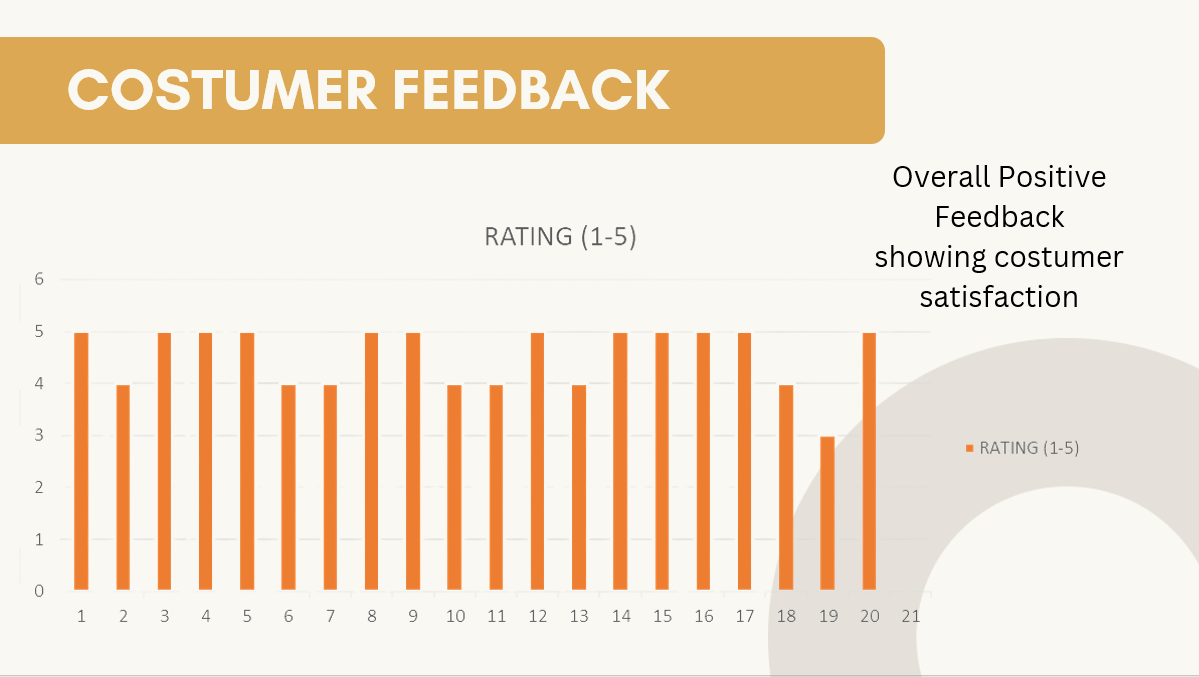 COSTUMER FEEDBACK
Overall Positive
Feedback
showing costumer
satisfaction
RATING (1-5)
6
5
4
3
2
1
0
1 2 3 4 5 6 7 8 9 10 11 12 13 14 15 16 17 18 19 20 21
RATING (1-5)